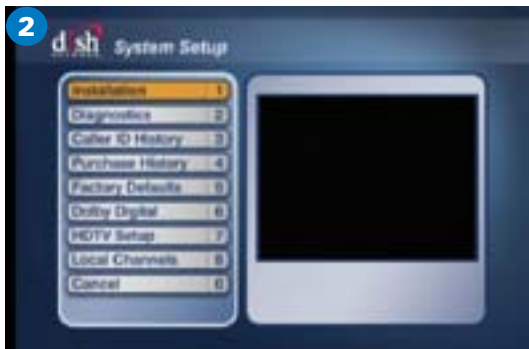 2
dish System Setup
Installation 1
Diagnostics 2
Caller ID History 3
Purchase History 4
Factory Defaults 5
Dolby Digital 6
HDTV Setup 7
Local Channels 8
Cancel 0